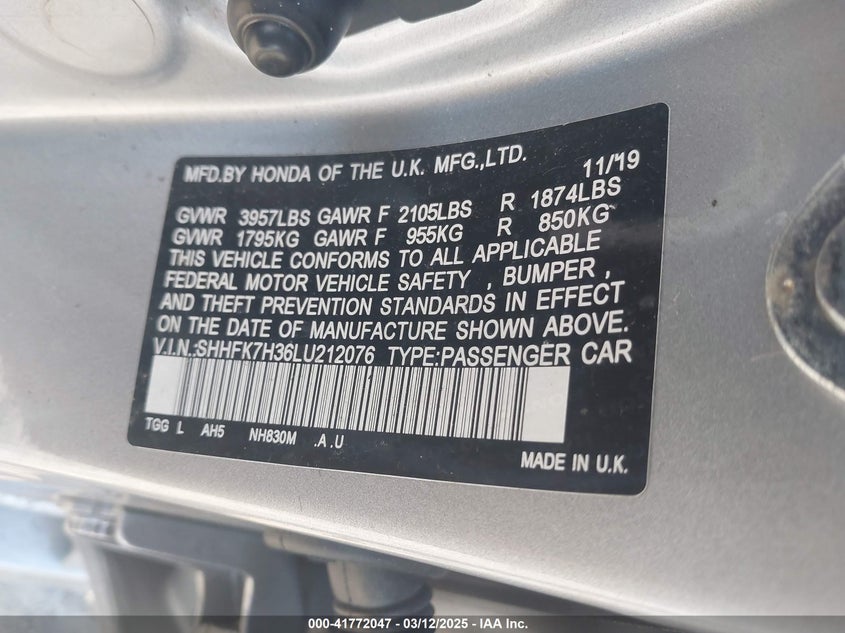 MFD.BY HONDA OF THE U.K. MFG.,LTD. 11/19
GVWR 3957LBS GAWR F 2105LBS R 1874LBS
GVWR 1795KG GAWR F 955KG R 850KG
THIS VEHICLE CONFORMS TO ALL APPLICABLE
FEDERAL MOTOR VEHICLE SAFETY , BUMPER ,
AND THEFT PREVENTION STANDARDS IN EFFECT
ON THE DATE OF MANUFACTURE SHOWN ABOVE.
V.I.N.:SHHFK7H36LU212076 TYPE:PASSENGER CAR
TGG L AH5 NH830M .A .U
MADE IN U.K.
000-41772047 - 03/12/2025 - IAA Inc.